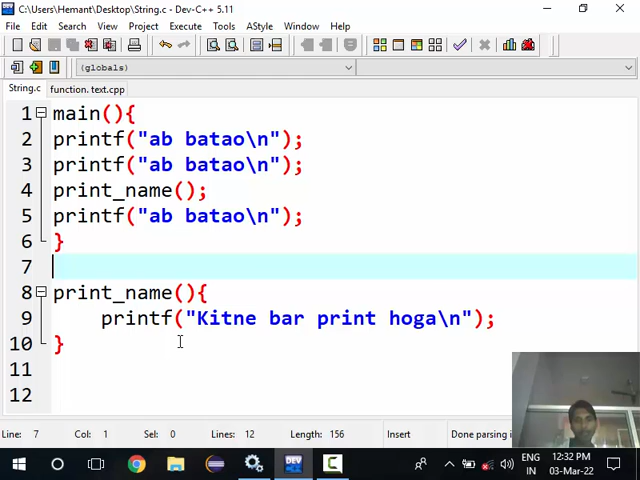 C:\Users\Hemant\Desktop\String.c - Dev-C++ 5.11
File Edit Search View Project Execute Tools AStyle Window Help
(globals)
String.c function. text.cpp
1 main(){
2 printf("ab batao\n");
3 printf("ab batao\n");
4 print_name();
5 printf("ab batao\n");
6 }
7
8 print_name(){
9 printf("Kitne bar print hoga\n");
10 }
11
12
Line: 7 Col: 1 Sel: 0 Lines: 12 Length: 156 Insert Done parsing i
DEV
ENG
IN
12:32 PM
03-Mar-22